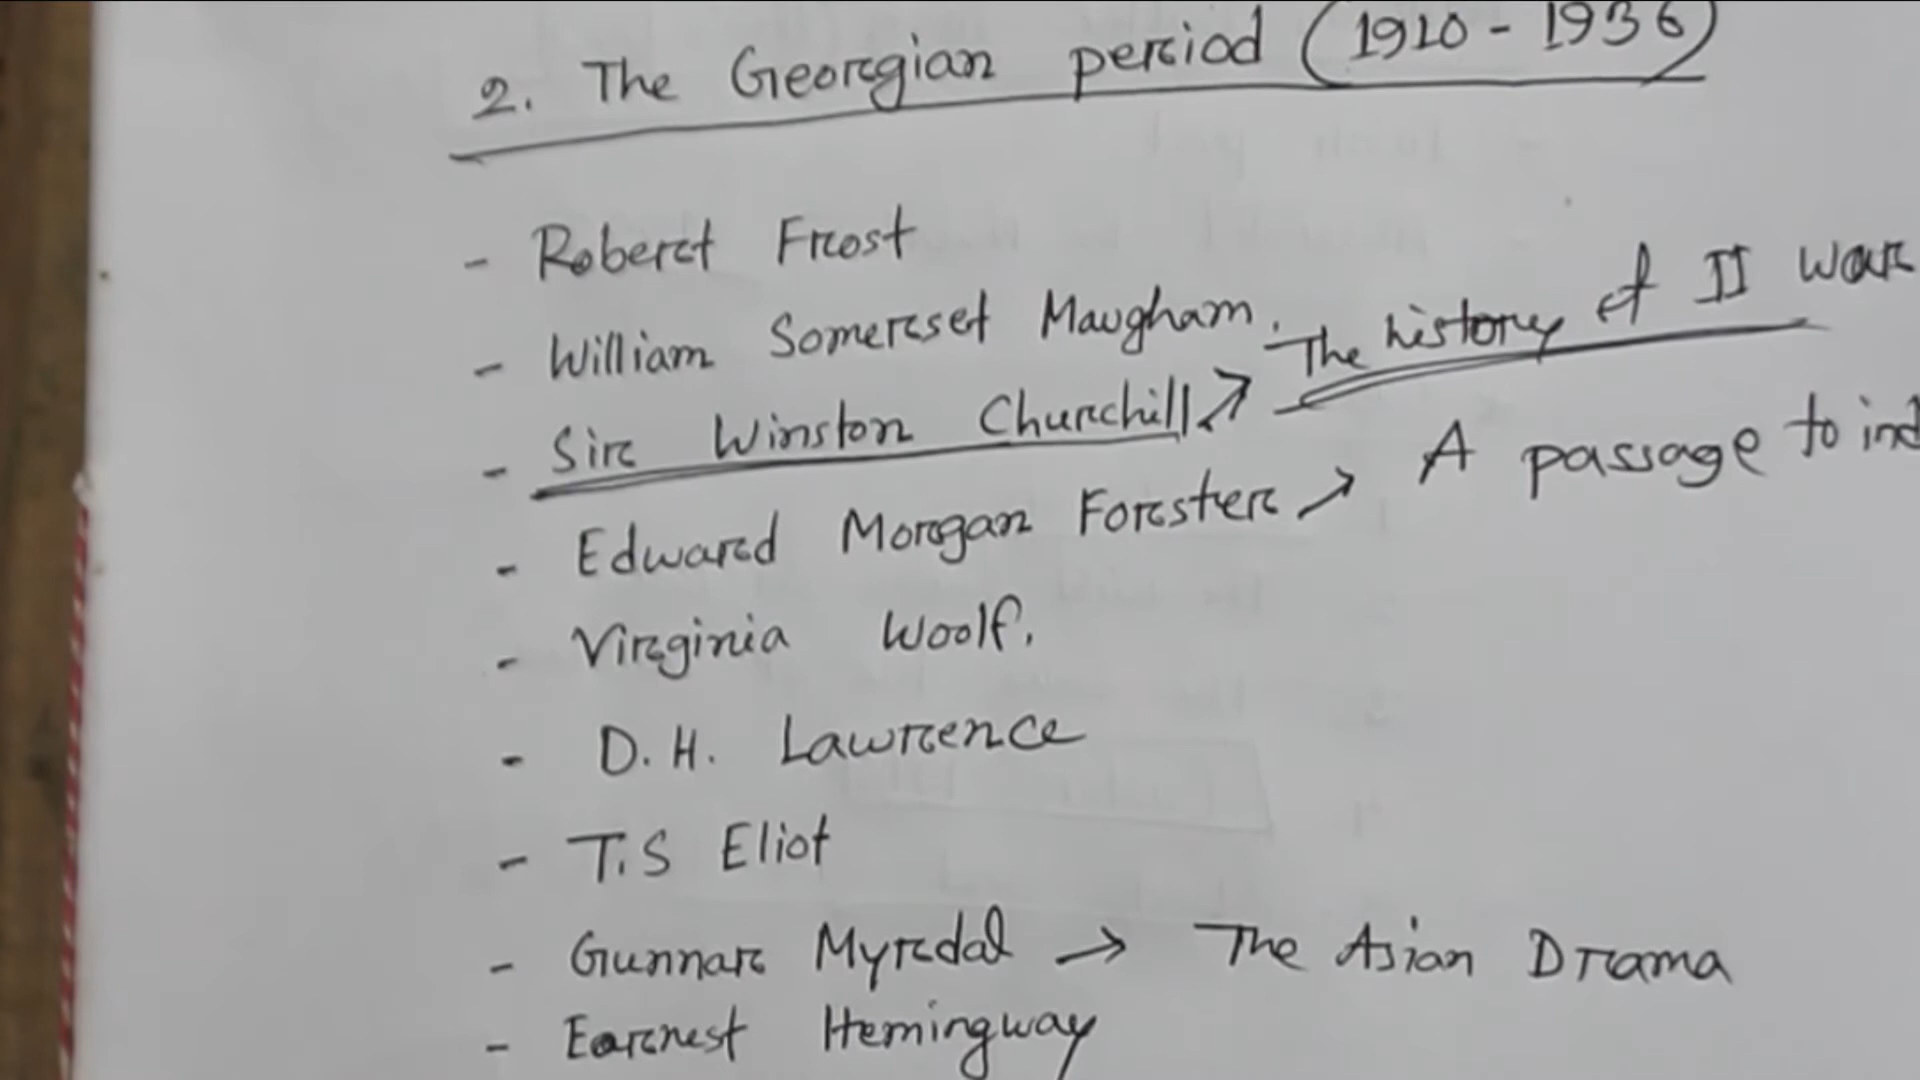 2. The Georgian period (1910 - 1936)
- Robert Frost
- William Somerset Maugham.
- Sir Winston Churchill → The history of II war
- Edward Morgan Forster → A passage to ind
- Virginia Woolf.
- D. H. Lawrence
- T.S Eliot
- Gunnar Myrdal → The Asian Drama
- Earnest Hemingway